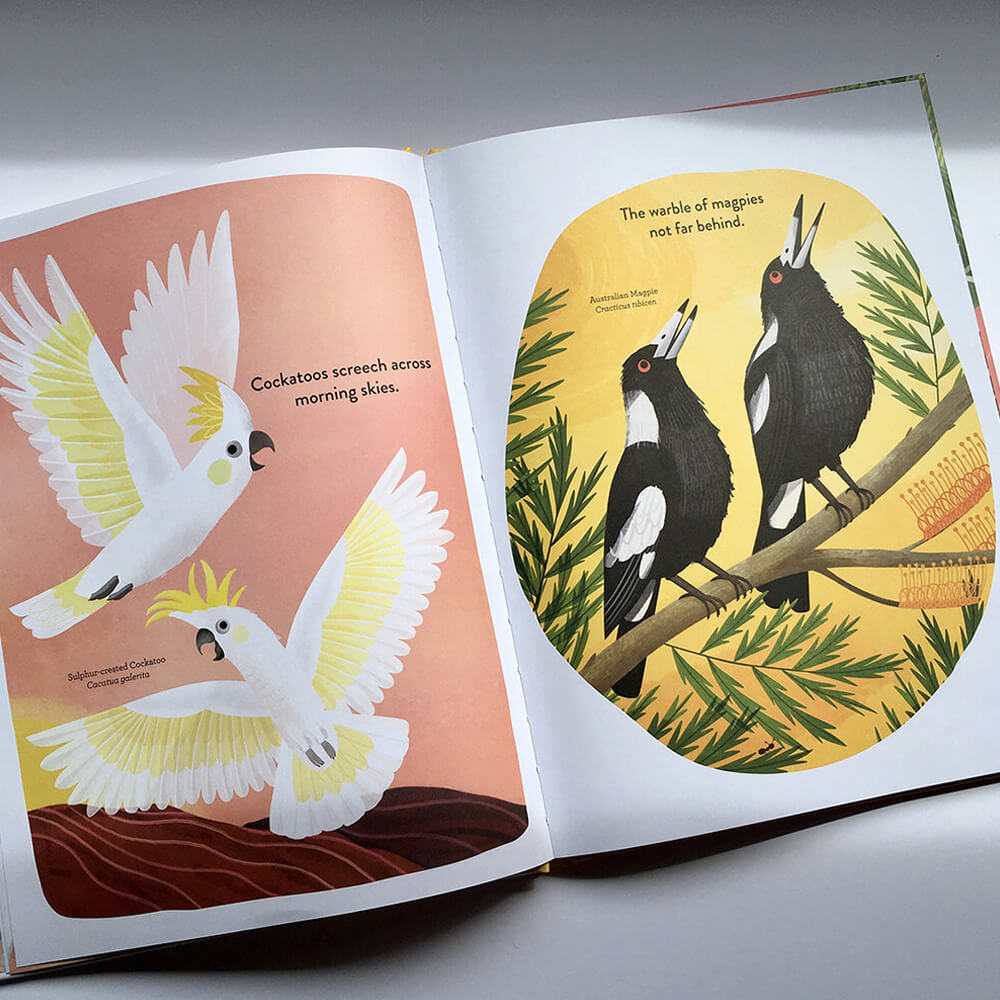 Cockatoos screech across
morning skies.
Sulphur-crested Cockatoo
Cacatua galerita
The warble of magpies
not far behind.
Australian Magpie
Cracticus tibicen